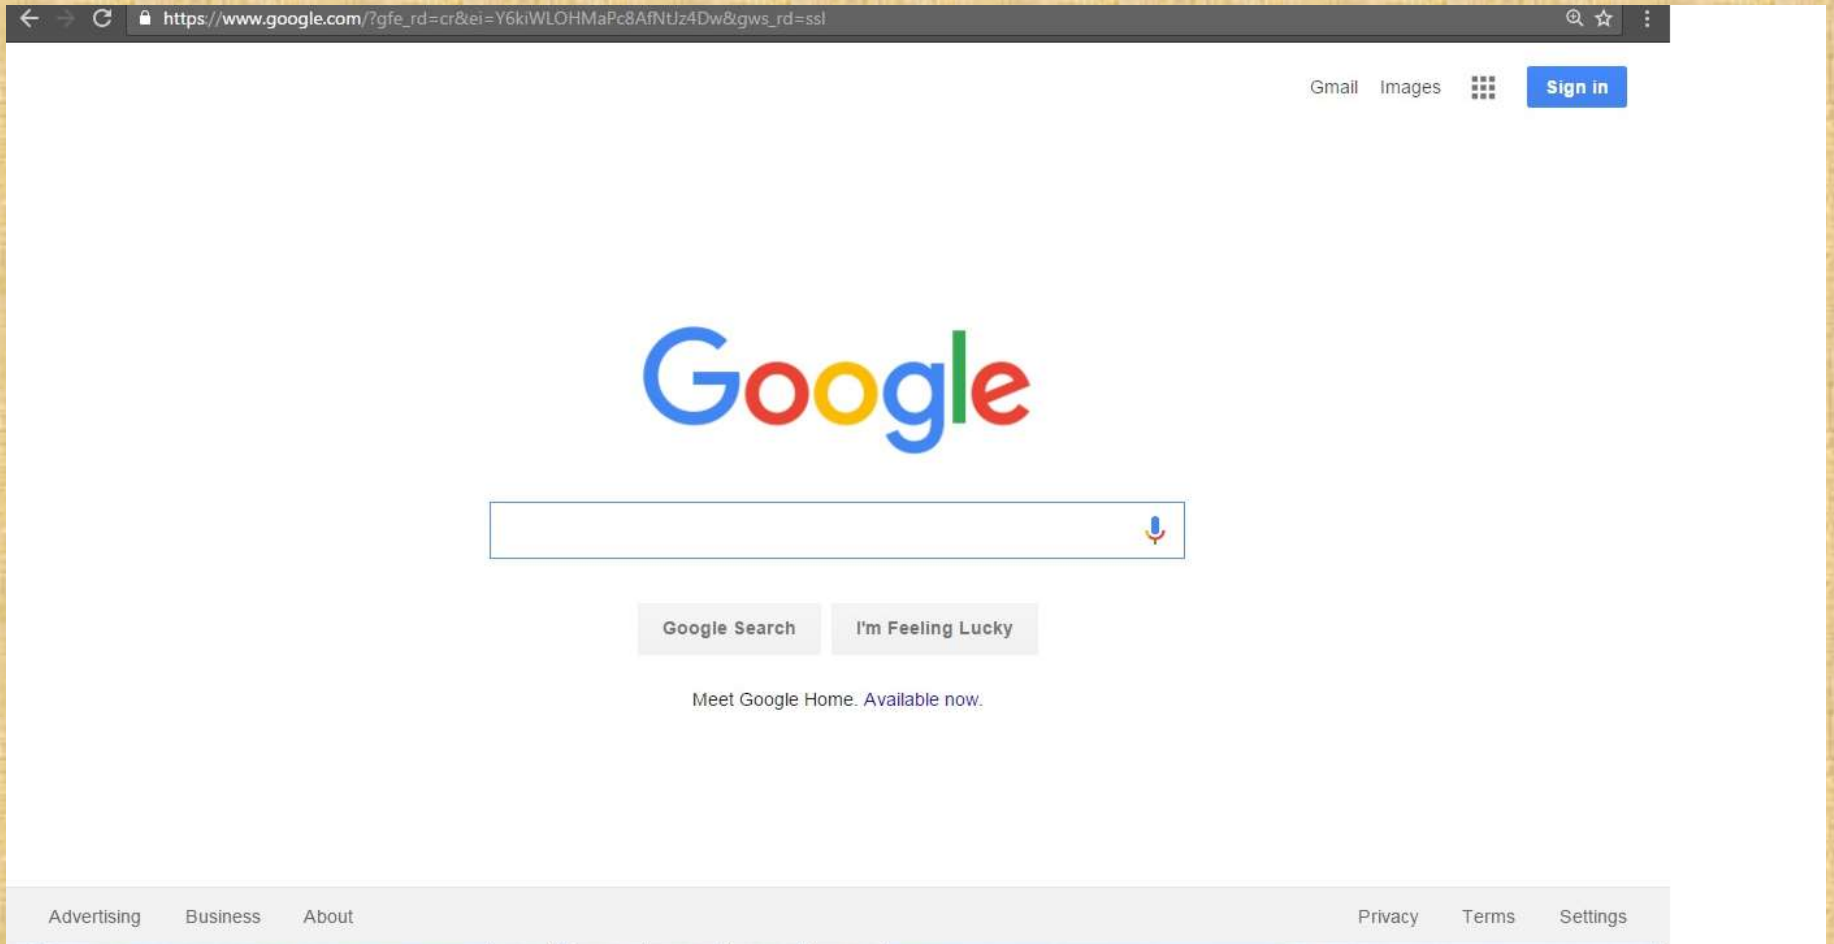 https://www.google.com/?gfe_rd=cr&ei=Y6kiWLOHMaPc8AfNtJz4Dw&gws_rd=ssl
Gmail Images Sign in
Google
Google Search I'm Feeling Lucky
Meet Google Home. Available now.
Advertising Business About Privacy Terms Settings